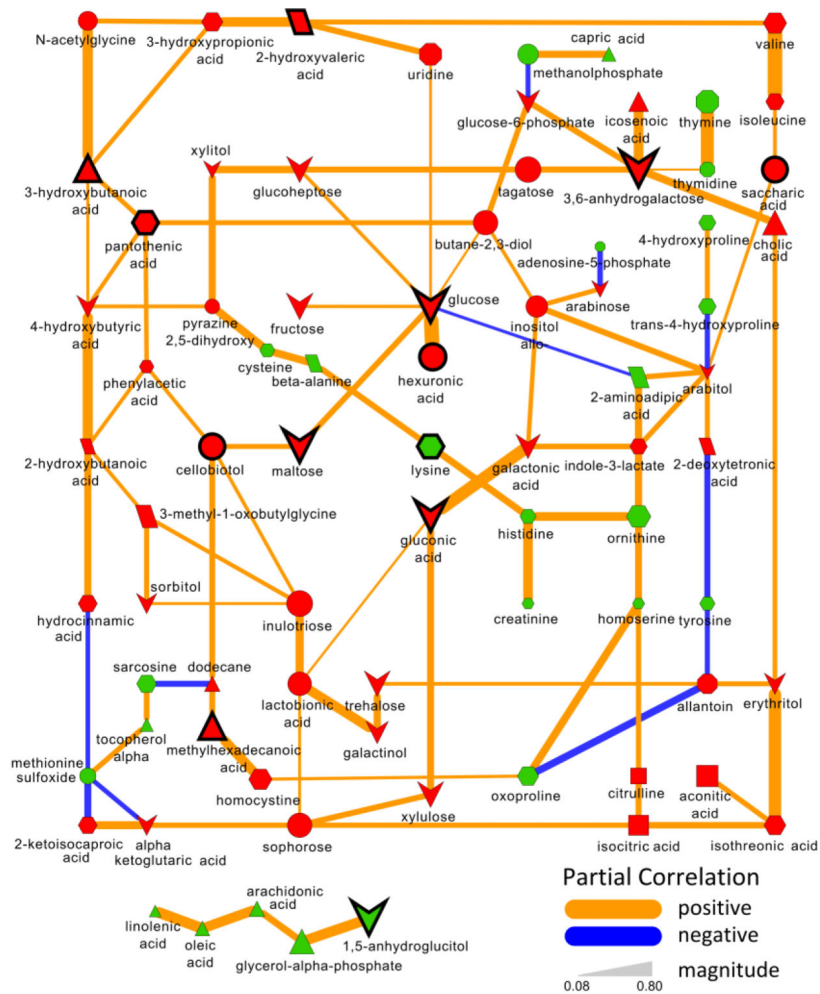 capric acid
N-acetylglycine
3-hydroxypropionic
acid
2-hydroxyvaleric
acid
uridine
methanolphosphate
valine
glucose-6-phosphate
icosenoic
acid
thymine
isoleucine
xylitol
3-hydroxybutanoic
acid
glucoheptose
tagatose
3,6-anhydrogalactose
thymidine
saccharic
acid
pantothenic
acid
butane-2,3-diol
4-hydroxyproline
cholic
acid
adenosine-5-phosphate
4-hydroxybutyric
acid
pyrazine
2,5-dihydroxy
fructose
glucose
inositol
allo-
arabinose
trans-4-hydroxyproline
cysteine
beta-alanine
phenylacetic
acid
hexuronic
acid
2-aminoadipic
acid
arabitol
2-hydroxybutanoic
acid
cellobiotol
maltose
lysine
galactonic
acid
indole-3-lactate
2-deoxytetronic
acid
3-methyl-1-oxobutylglycine
gluconic
acid
histidine
ornithine
sorbitol
hydrocinnamic
acid
inulotriose
creatinine
homoserine
tyrosine
sarcosine
dodecane
lactobionic
acid
trehalose
allantoin
erythritol
tocopherol
alpha
methylhexadecanoic
acid
galactinol
methionine
sulfoxide
homocystine
oxoproline
citrulline
aconitic
acid
xylulose
2-ketoisocaproic
acid
alpha
ketoglutaric acid
sophorose
isocitric acid
isothreonic acid
Partial Correlation
positive
negative
magnitude
0.08 0.80
arachidonic
acid
linolenic
acid
oleic
acid
1,5-anhydroglucitol
glycerol-alpha-phosphate